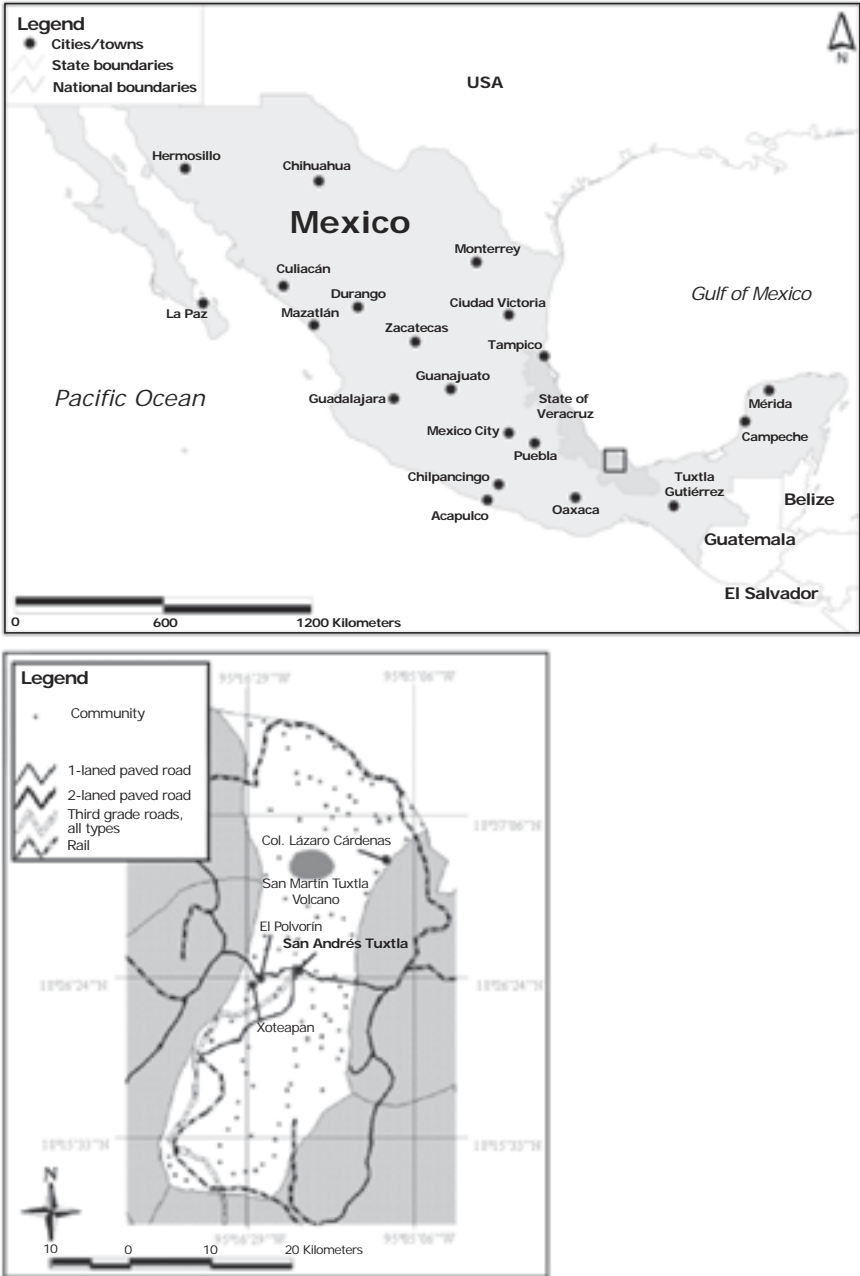 Legend
Cities/towns
State boundaries
National boundaries
N
USA
Hermosillo
Chihuahua
Mexico
Monterrey
Culiacán
Durango
Ciudad Victoria
Gulf of Mexico
La Paz
Mazatlán
Zacatecas
Tampico
Guanajuato
Pacific Ocean
Guadalajara
State of
Veracruz
Mérida
Mexico City
Campeche
Puebla
Chilpancingo
Tuxtla
Gutiérrez
Acapulco
Oaxaca
Belize
Guatemala
El Salvador
0 600 1200 Kilometers
Legend
Community
1-laned paved road
2-laned paved road
Third grade roads,
all types
Rail
Col. Lázaro Cárdenas
San Martín Tuxtla
Volcano
El Polvorín
San Andrés Tuxtla
Xoteapan
N
10 0 10 20 Kilometers